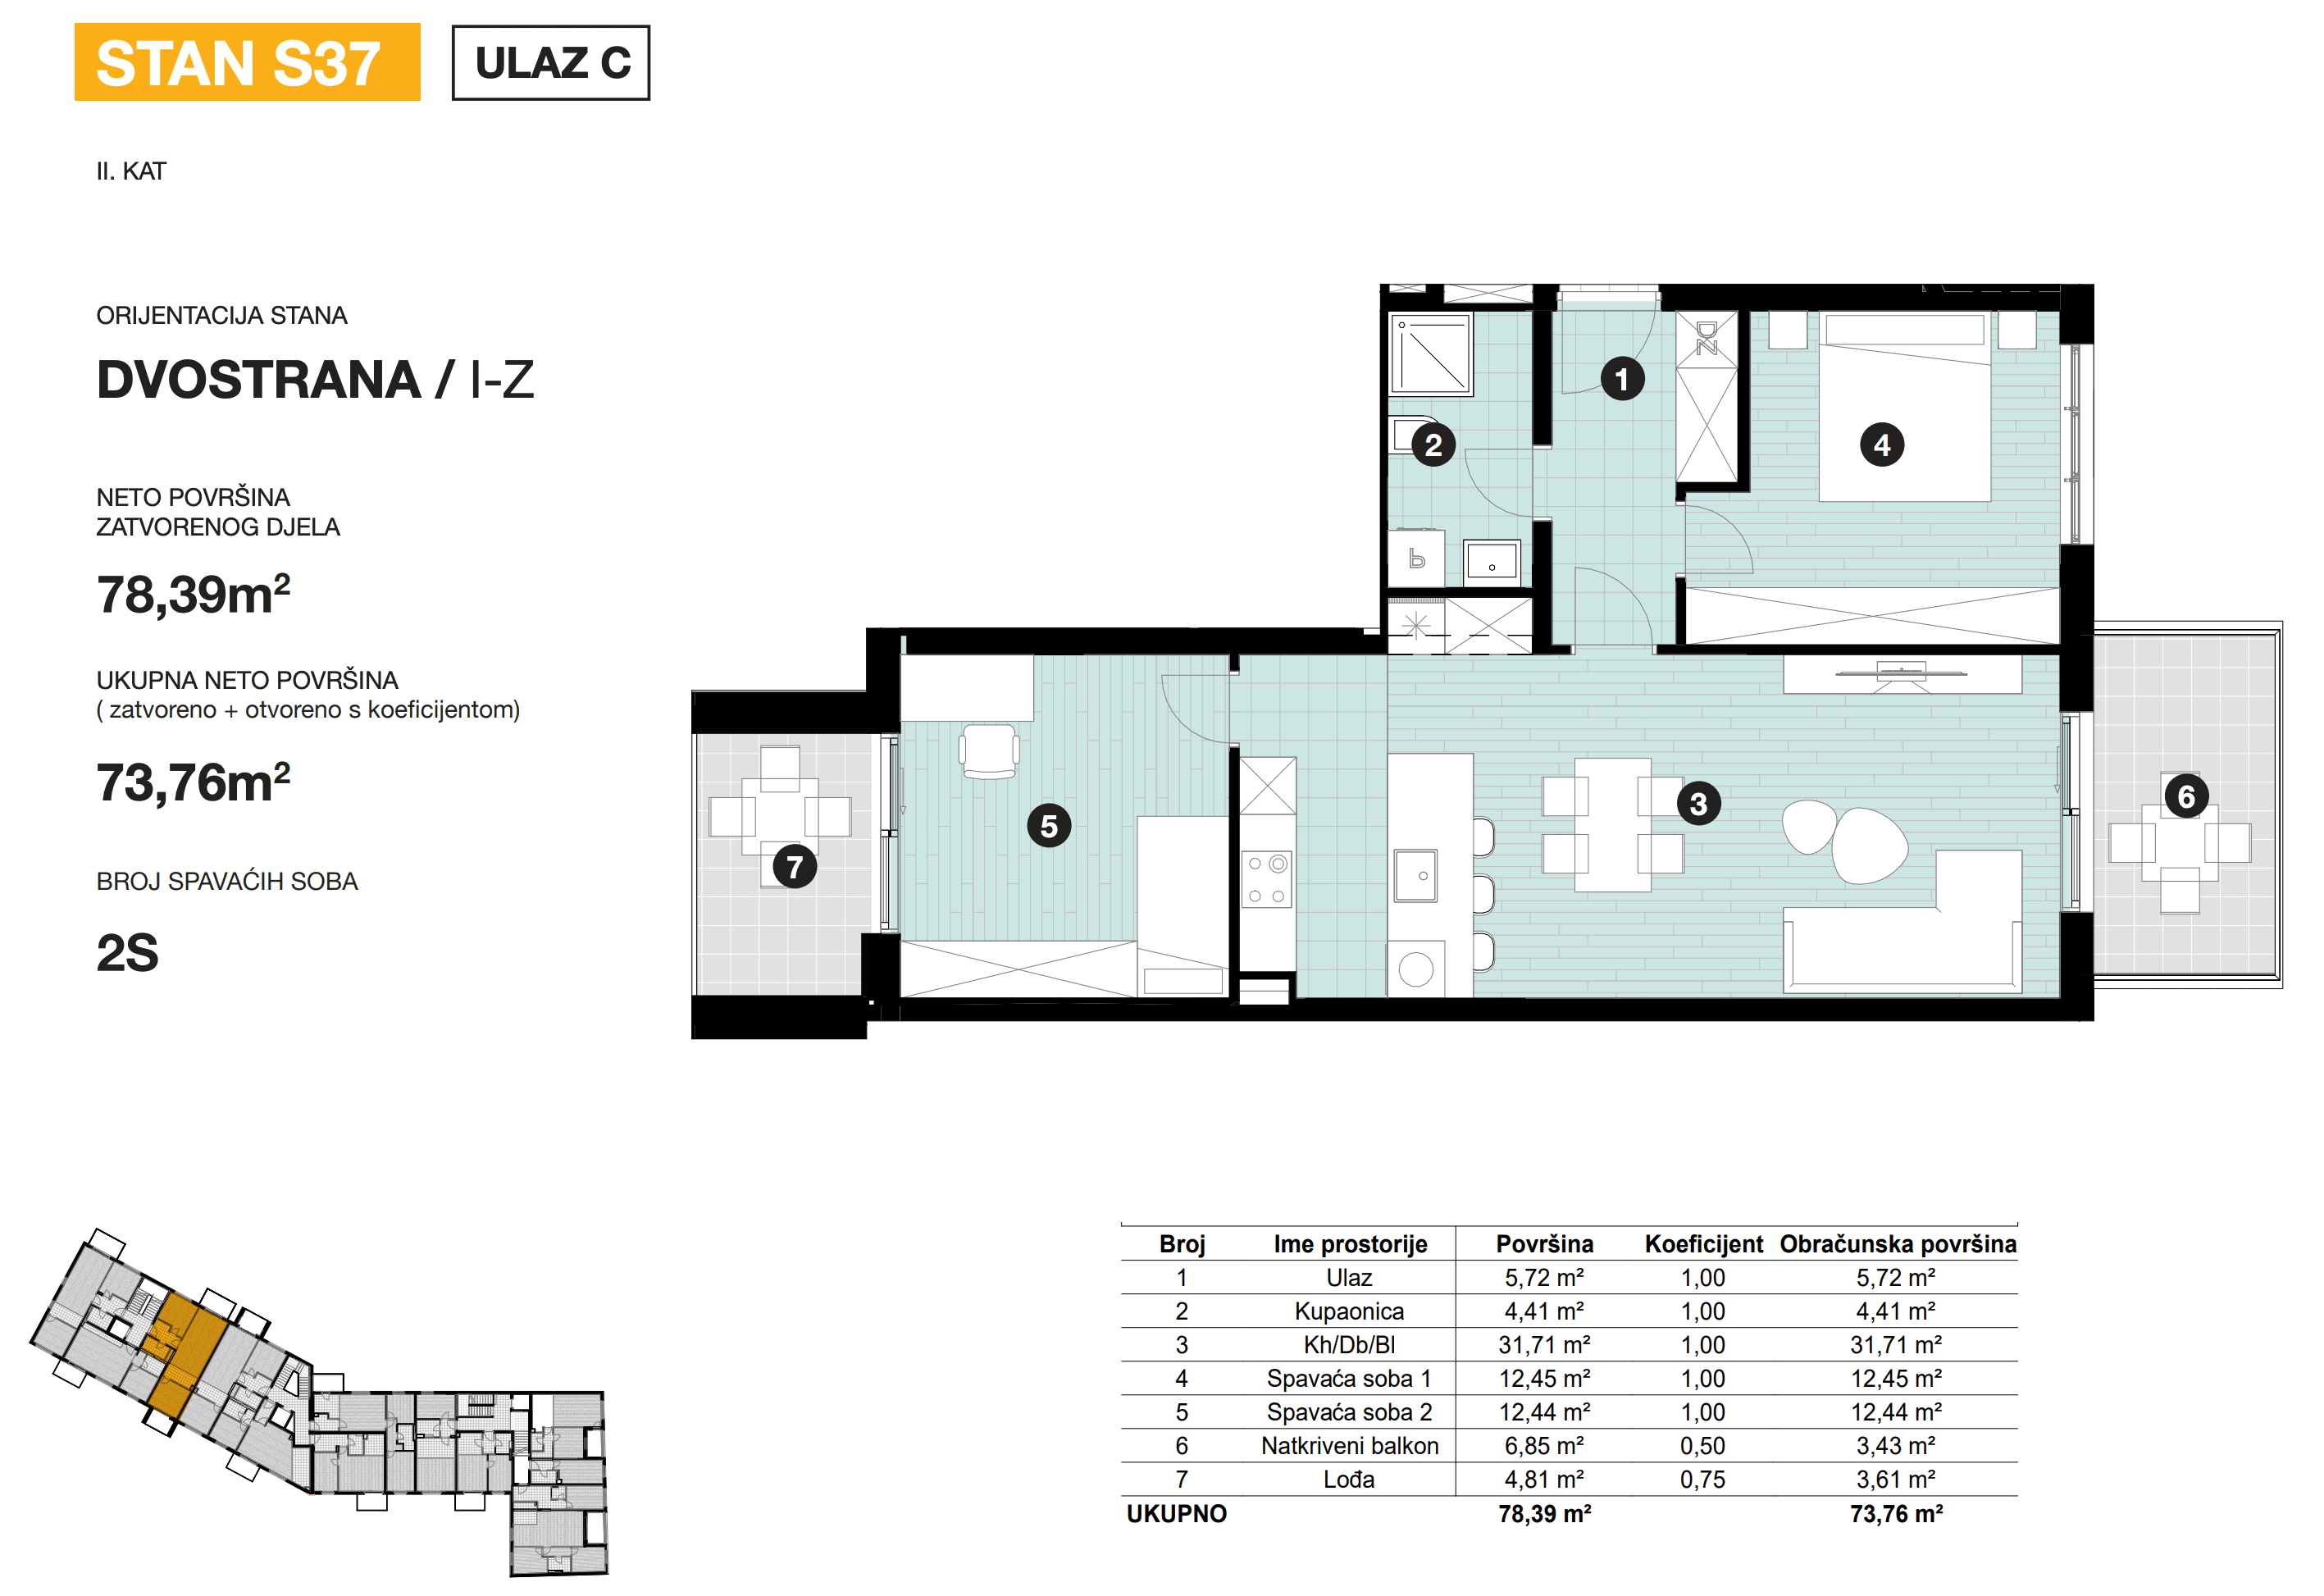 STAN S37
ULAZ C
II. KAT
ORIJENTACIJA STANA
DVOSTRANA / I-Z
NETO POVRŠINA
ZATVORENOG DJELA
78,39m²
UKUPNA NETO POVRŠINA
( zatvoreno + otvoreno s koeficijentom)
73,76m²
BROJ SPAVAĆIH SOBA
2S
ZD
1
2
4
P
3
6
5
7
Broj Ime prostorije Površina Koeficijent Obračunska površina
1 Ulaz 5,72 m² 1,00 5,72 m²
2 Kupaonica 4,41 m² 1,00 4,41 m²
3 Kh/Db/Bl 31,71 m² 1,00 31,71 m²
4 Spavaća soba 1 12,45 m² 1,00 12,45 m²
5 Spavaća soba 2 12,44 m² 1,00 12,44 m²
6 Natkriveni balkon 6,85 m² 0,50 3,43 m²
7 Lođa 4,81 m² 0,75 3,61 m²
UKUPNO 78,39 m² 73,76 m²